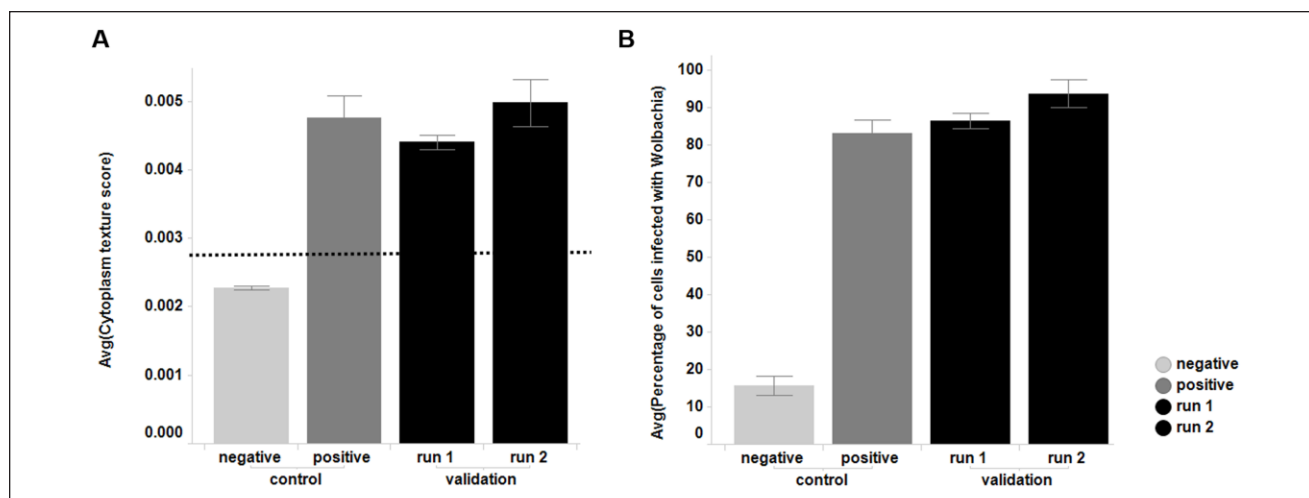 A
Avg(Cytoplasm texture score)
0.005
0.004
0.003
0.002
0.001
0.000
negative positive run 1 run 2
control validation
B
Avg(Percentage of cells infected with Wolbachia)
100
90
80
70
60
50
40
30
20
10
0
negative positive run 1 run 2
control validation
negative
positive
run 1
run 2